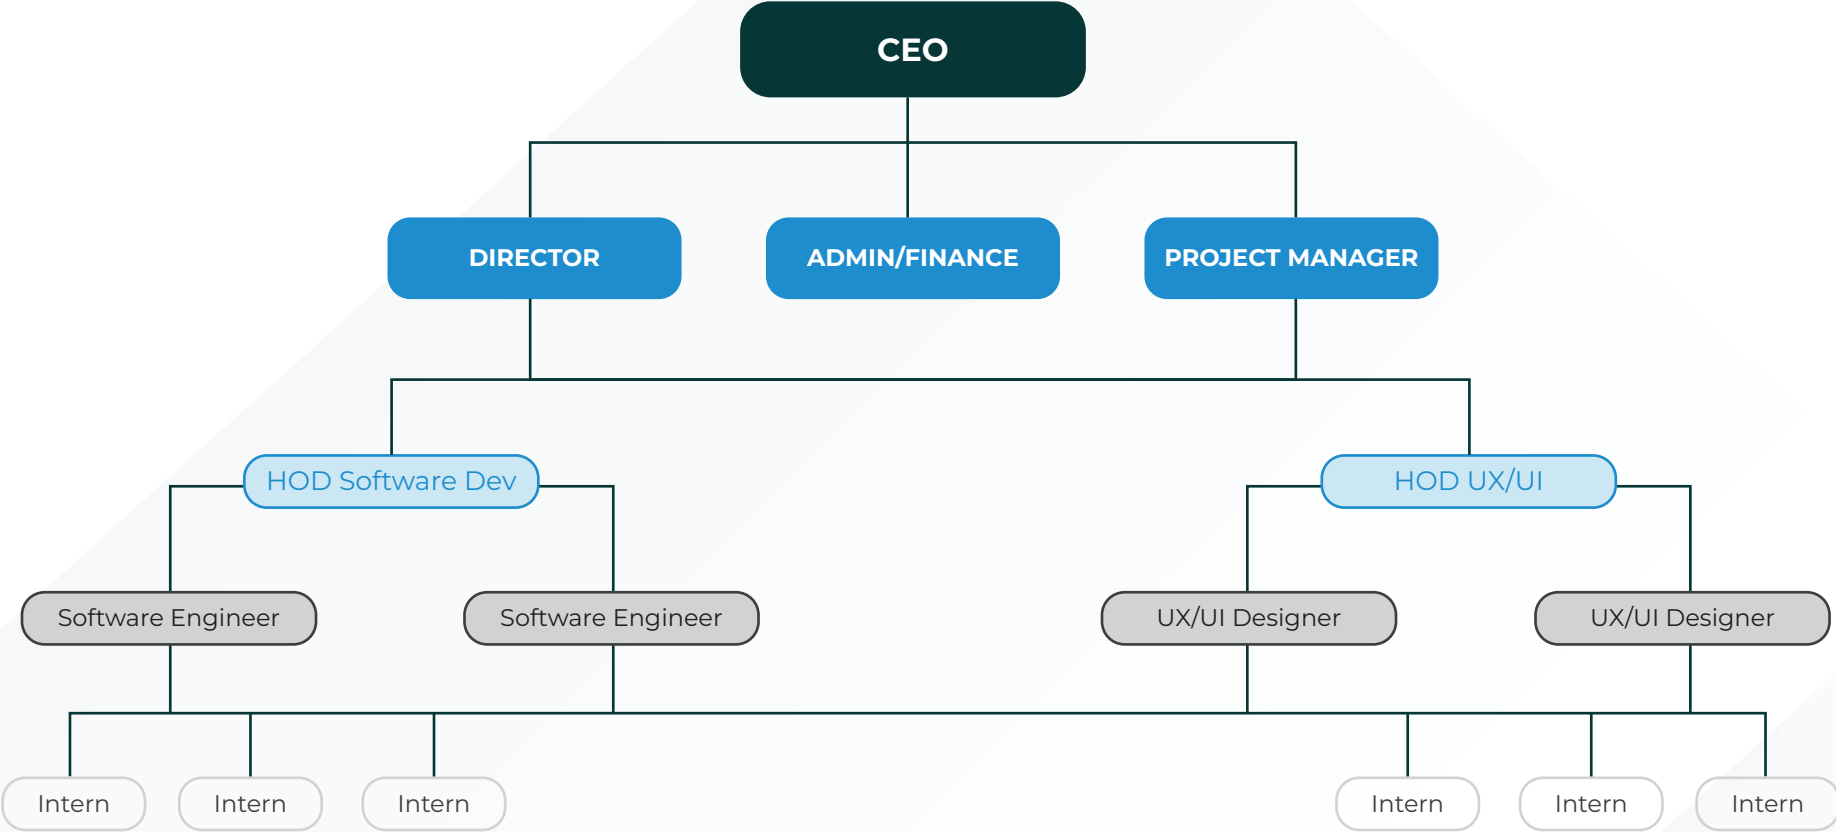 CEO
DIRECTOR
ADMIN/FINANCE
PROJECT MANAGER
HOD Software Dev
HOD UX/UI
Software Engineer
Software Engineer
UX/UI Designer
UX/UI Designer
Intern
Intern
Intern
Intern
Intern
Intern